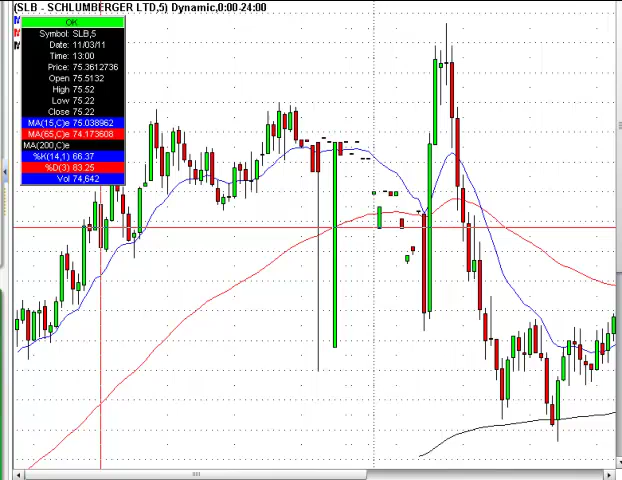 (SLB - SCHLUMBERGER LTD,5) Dynamic,0:00-24:00
OK
Symbol: SLB,5
Date: 11/03/11
Time: 13:00
Price: 75.3612736
Open 75.5132
High 75.52
Low 75.22
Close 75.22
MA(15,C)e 75.038962
MA(65,C)e 74.173608
MA(200,C)e
%K(14,1) 66.37
%D(3) 83.25
Vol 74,642